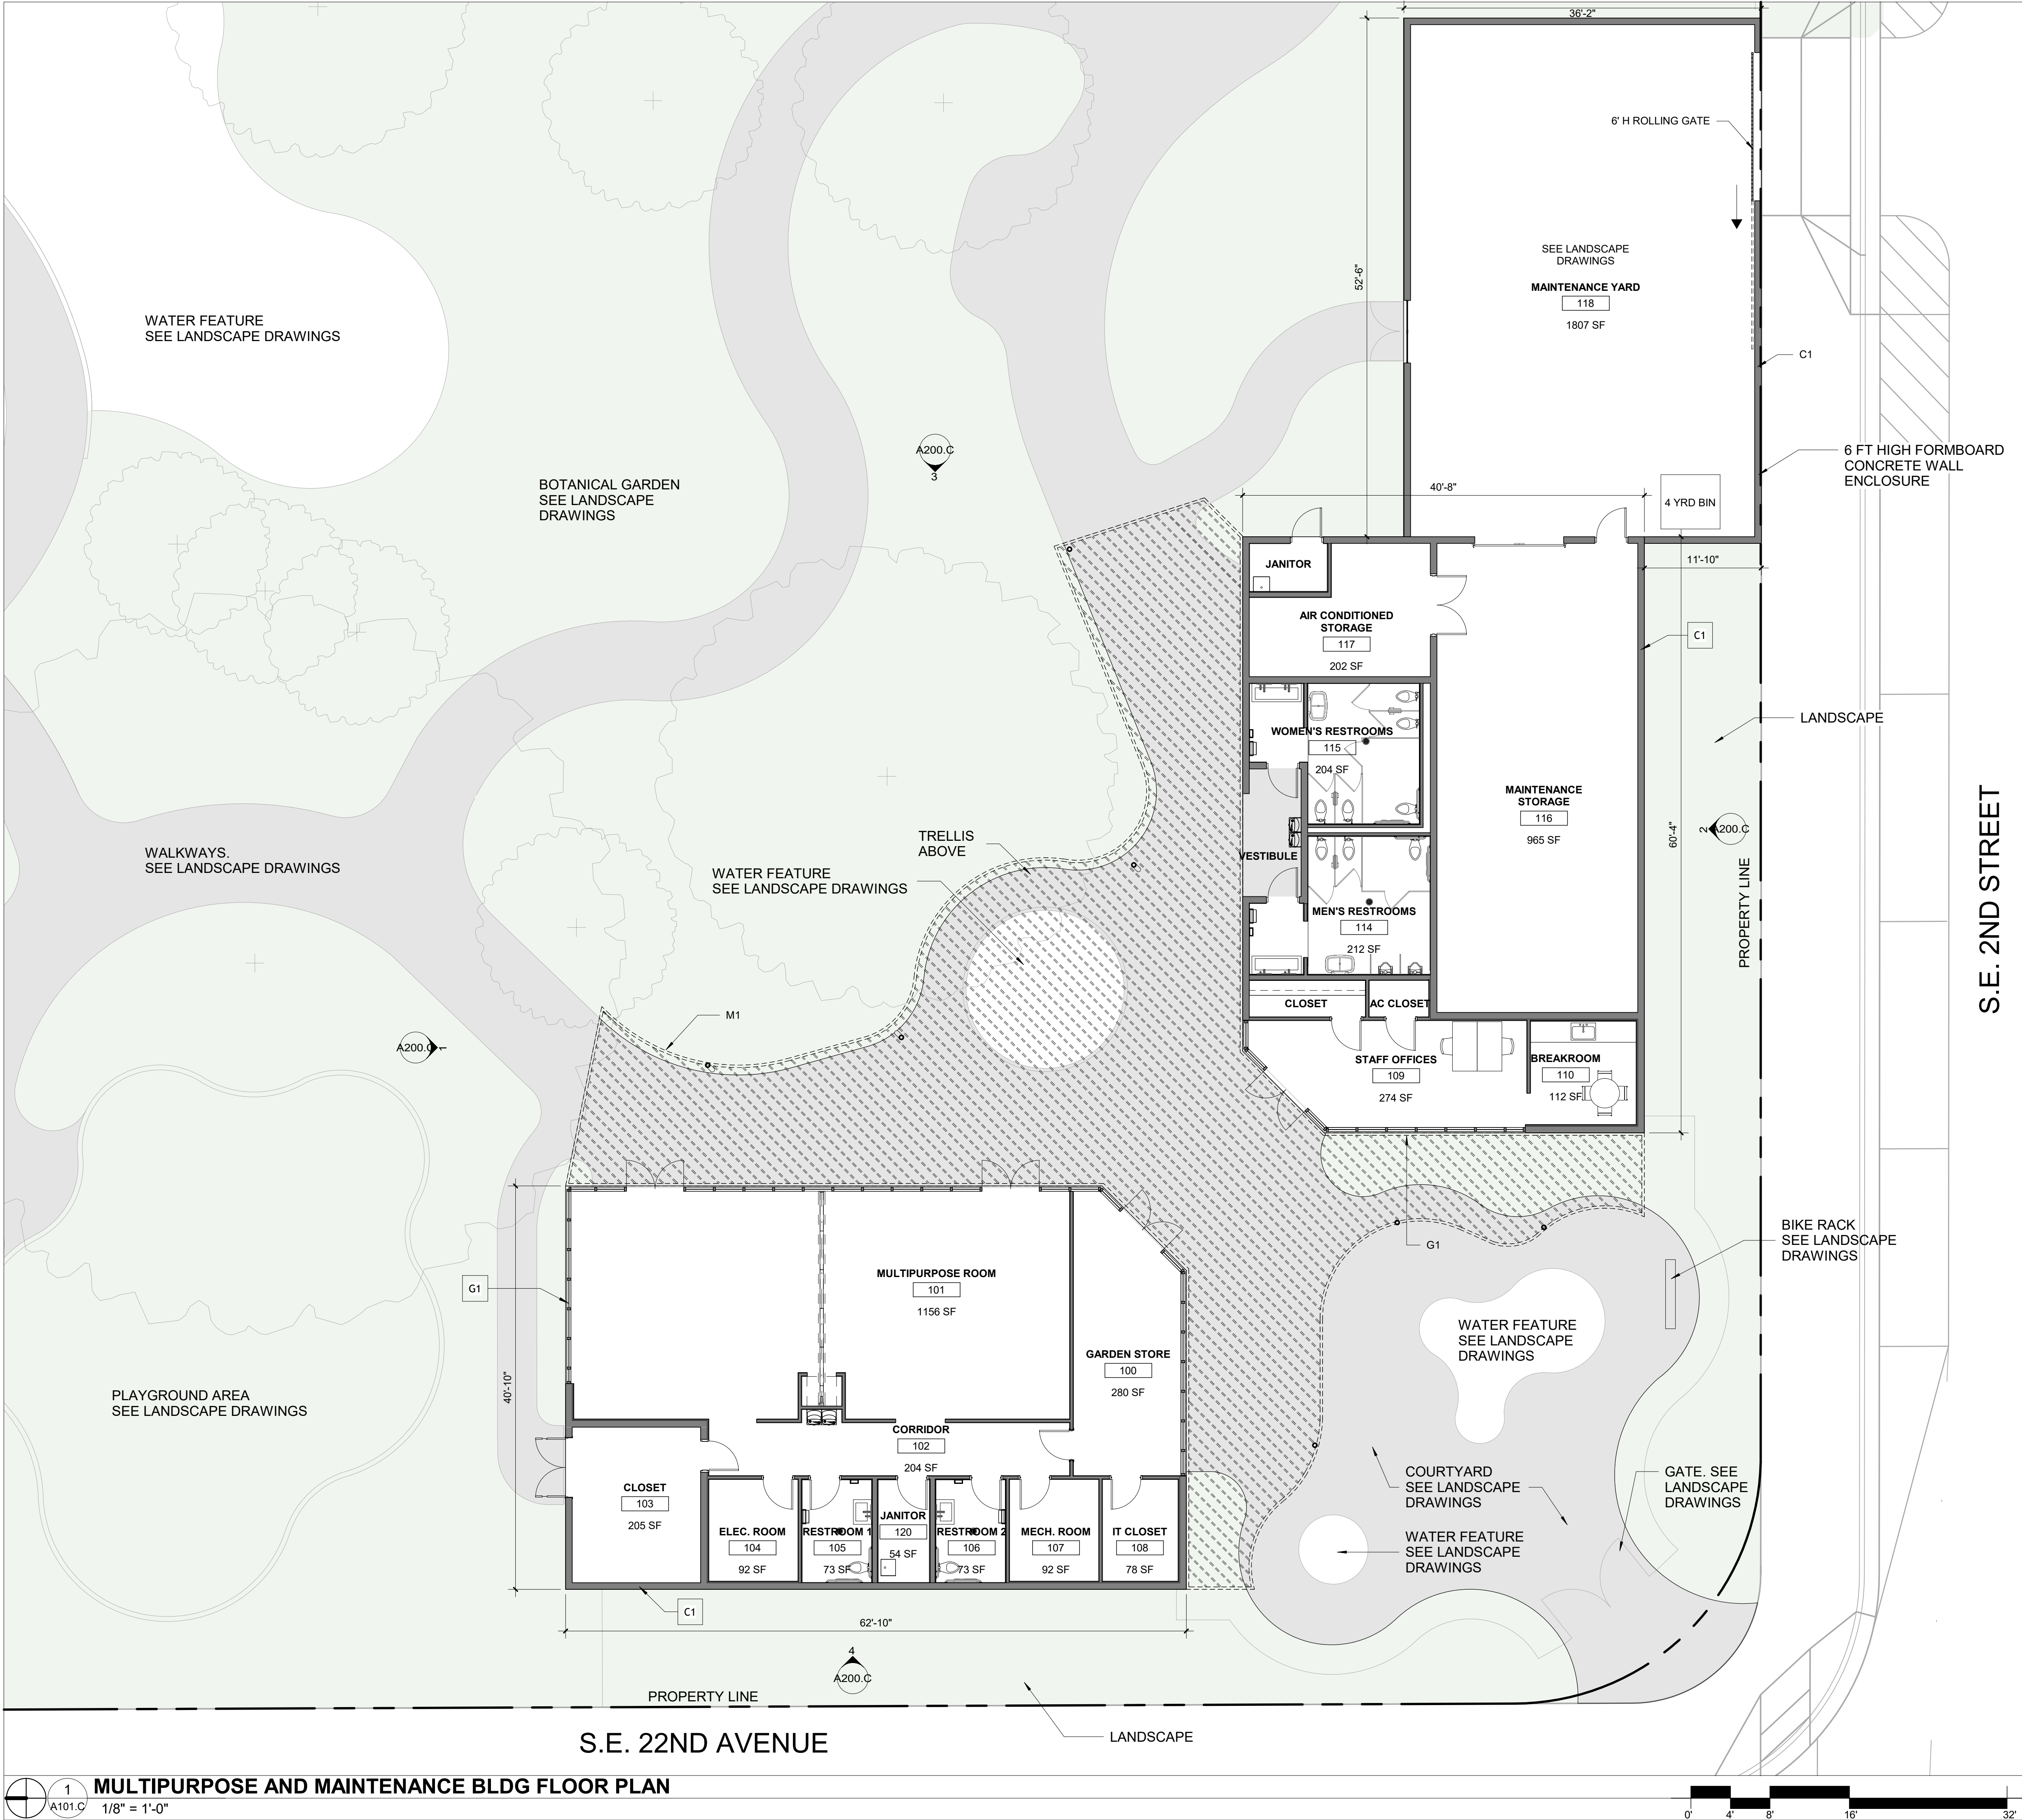 36'-2"
6' H ROLLING GATE
52'-6"
SEE LANDSCAPE
DRAWINGS
MAINTENANCE YARD
118
1807 SF
WATER FEATURE
SEE LANDSCAPE DRAWINGS
C1
A200.C
3
6 FT HIGH FORMBOARD
CONCRETE WALL
ENCLOSURE
BOTANICAL GARDEN
SEE LANDSCAPE
DRAWINGS
40'-8"
4 YRD BIN
11'-10"
JANITOR
AIR CONDITIONED
STORAGE
117
202 SF
C1
LANDSCAPE
WOMEN'S RESTROOMS
115
204 SF
MAINTENANCE
STORAGE
116
965 SF
60'-4"
2
A200.C
PROPERTY LINE
S.E. 2ND STREET
WALKWAYS.
SEE LANDSCAPE DRAWINGS
TRELLIS
ABOVE
WATER FEATURE
SEE LANDSCAPE DRAWINGS
VESTIBULE
MEN'S RESTROOMS
114
212 SF
CLOSET
AC CLOSET
M1
A200.C
1
STAFF OFFICES
109
274 SF
BREAKROOM
110
112 SF
G1
BIKE RACK
SEE LANDSCAPE
DRAWINGS
G1
MULTIPURPOSE ROOM
101
1156 SF
40'-10"
GARDEN STORE
100
280 SF
WATER FEATURE
SEE LANDSCAPE
DRAWINGS
PLAYGROUND AREA
SEE LANDSCAPE DRAWINGS
CORRIDOR
102
204 SF
CLOSET
103
205 SF
ELEC. ROOM
104
92 SF
RESTROOM 1
105
73 SF
JANITOR
120
54 SF
RESTROOM 2
106
73 SF
MECH. ROOM
107
92 SF
IT CLOSET
108
78 SF
COURTYARD
SEE LANDSCAPE
DRAWINGS
GATE. SEE
LANDSCAPE
DRAWINGS
WATER FEATURE
SEE LANDSCAPE
DRAWINGS
C1
62'-10"
4
A200.C
PROPERTY LINE
S.E. 22ND AVENUE
LANDSCAPE
1
A101.C
MULTIPURPOSE AND MAINTENANCE BLDG FLOOR PLAN
1/8" = 1'-0"
0' 4' 8' 16' 32'